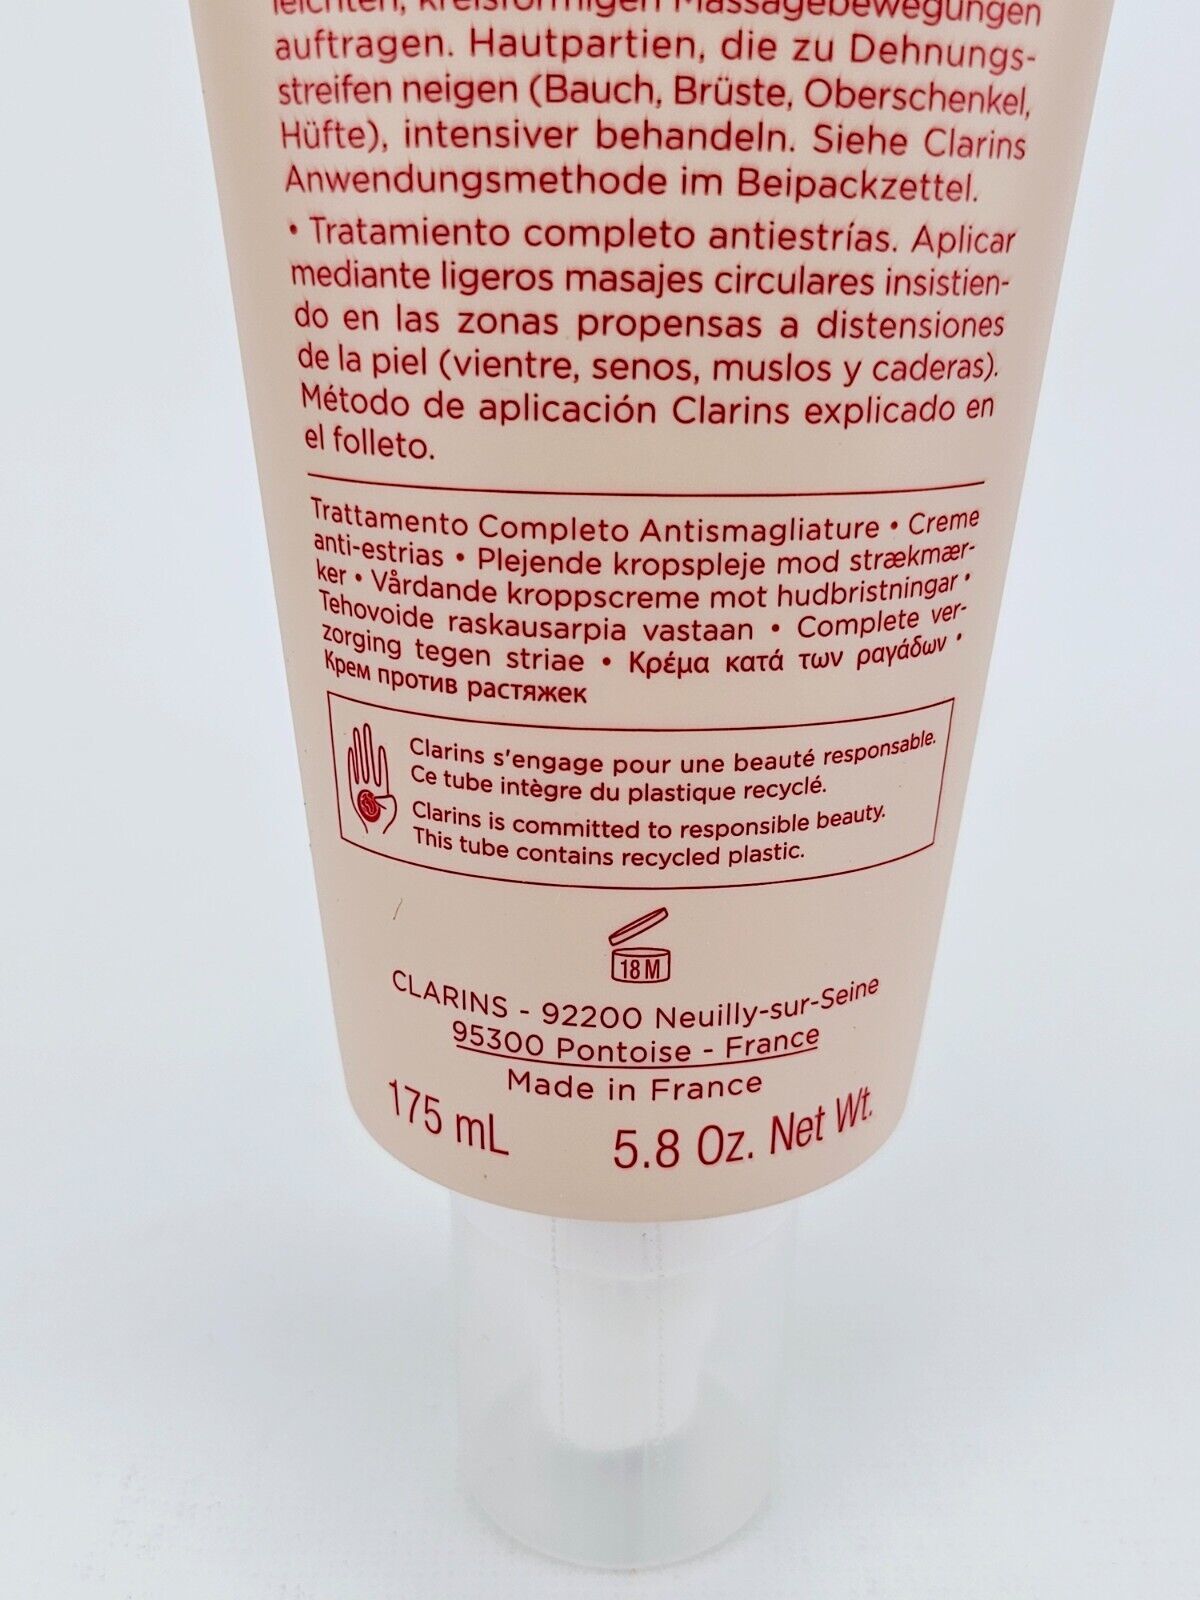 leichten, kreisförmigen Massagebewegungen
auftragen. Hautpartien, die zu Dehnungs-
streifen neigen (Bauch, Brüste, Oberschenkel,
Hüfte), intensiver behandeln. Siehe Clarins
Anwendungsmethode im Beipackzettel.
• Tratamiento completo antiestrías. Aplicar
mediante ligeros masajes circulares insistien-
do en las zonas propensas a distensiones
de la piel (vientre, senos, muslos y caderas).
Método de aplicación Clarins explicado en
el folleto.
Trattamento Completo Antismagliature • Creme
anti-estrias • Plejende kropspleje mod strækmær-
ker • Vårdande kroppscreme mot hudbristningar •
Tehovoide raskausarpia vastaan • Complete ver-
zorging tegen striae • Κρέμα κατά των ραγάδων •
Крем против растяжек
Clarins s'engage pour une beauté responsable.
Ce tube intègre du plastique recyclé.
Clarins is committed to responsible beauty.
This tube contains recycled plastic.
18 M
CLARINS - 92200 Neuilly-sur-Seine
95300 Pontoise - France
Made in France
175 mL 5.8 Oz. Net Wt.